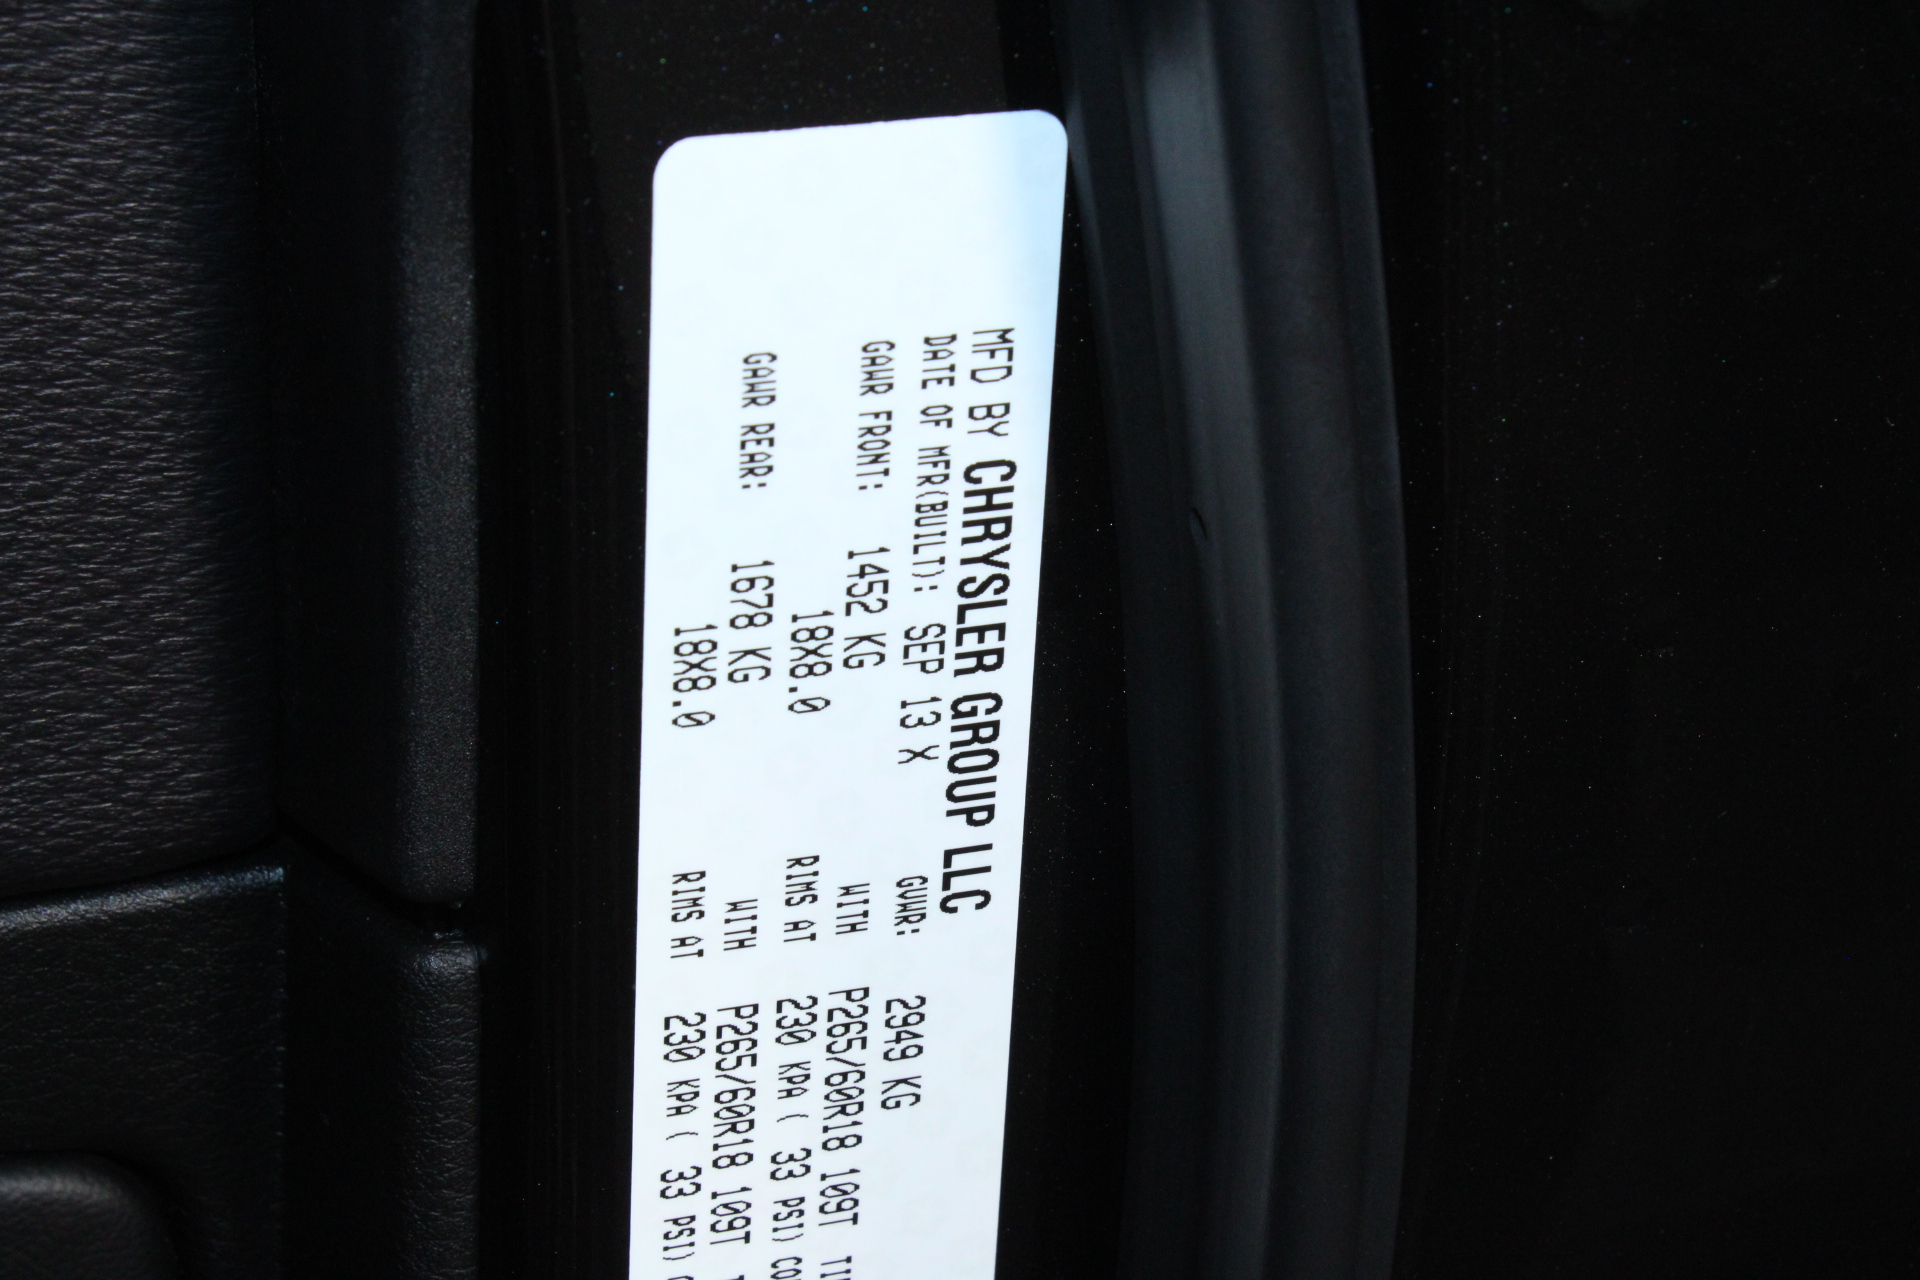 MFD BY CHRYSLER GROUP LLC
DATE OF MFR(BUILT): SEP 13 X GVWR: 2949 KG
GAWR FRONT: 1452 KG WITH P265/60R18 109T
18X8.0 RIMS AT 230 KPA ( 33 PSI)
GAWR REAR: 1678 KG WITH P265/60R18 109T
18X8.0 RIMS AT 230 KPA ( 33 PSI)